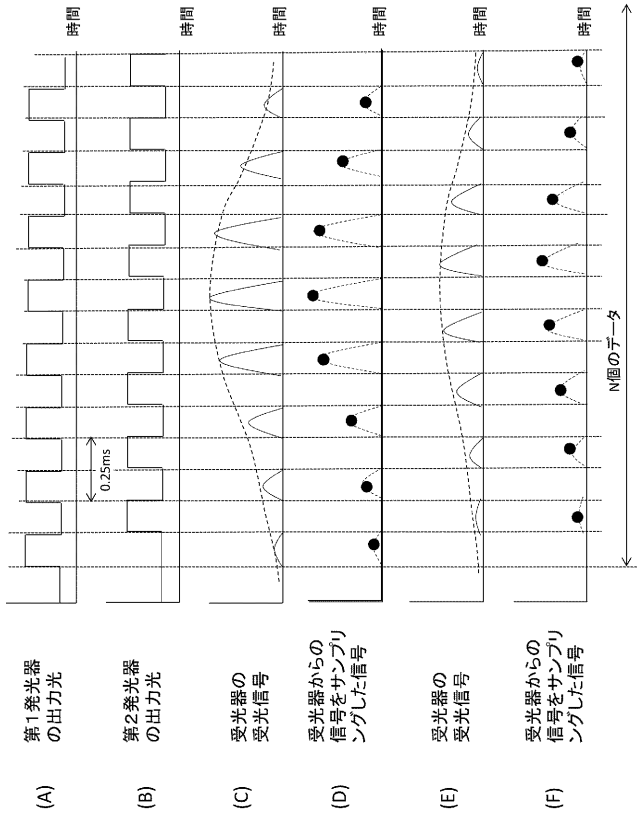 (A)
第1発光器
の出力光
時間
0.25ms
(B)
第2発光器
の出力光
時間
(C)
受光器の
受光信号
時間
(D)
受光器からの
信号をサンプリ
ングした信号
時間
(E)
受光器の
受光信号
時間
(F)
受光器からの
信号をサンプリ
ングした信号
時間
N個のデータ